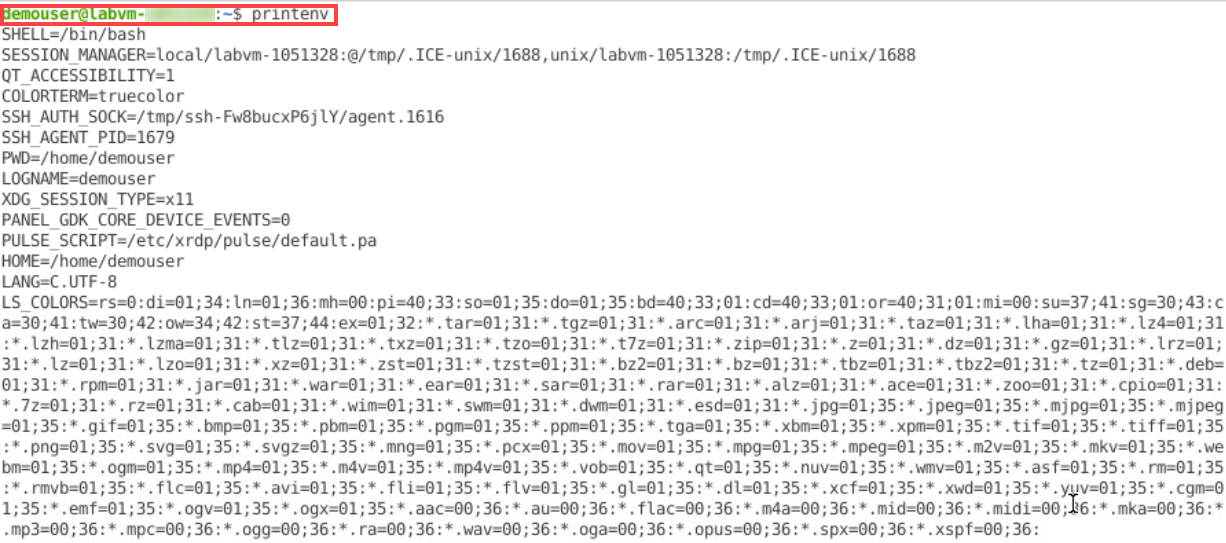 demouser@labvm- :~$ printenv
SHELL=/bin/bash
SESSION_MANAGER=local/labvm-1051328:@/tmp/.ICE-unix/1688,unix/labvm-1051328:/tmp/.ICE-unix/1688
QT_ACCESSIBILITY=1
COLORTERM=truecolor
SSH_AUTH_SOCK=/tmp/ssh-Fw8bucxP6jlY/agent.1616
SSH_AGENT_PID=1679
PWD=/home/demouser
LOGNAME=demouser
XDG_SESSION_TYPE=x11
PANEL_GDK_CORE_DEVICE_EVENTS=0
PULSE_SCRIPT=/etc/xrdp/pulse/default.pa
HOME=/home/demouser
LANG=C.UTF-8
LS_COLORS=rs=0:di=01;34:ln=01;36:mh=00:pi=40;33:so=01;35:do=01;35:bd=40;33;01:cd=40;33;01:or=40;31;01:mi=00:su=37;41:sg=30;43:c
a=30;41:tw=30;42:ow=34;42:st=37;44:ex=01;32:*.tar=01;31:*.tgz=01;31:*.arc=01;31:*.arj=01;31:*.taz=01;31:*.lha=01;31:*.lz4=01;31
:*.lzh=01;31:*.lzma=01;31:*.tlz=01;31:*.txz=01;31:*.tzo=01;31:*.t7z=01;31:*.zip=01;31:*.z=01;31:*.dz=01;31:*.gz=01;31:*.lrz=01;
31:*.lz=01;31:*.lzo=01;31:*.xz=01;31:*.zst=01;31:*.tzst=01;31:*.bz2=01;31:*.bz=01;31:*.tbz=01;31:*.tbz2=01;31:*.tz=01;31:*.deb=
01;31:*.rpm=01;31:*.jar=01;31:*.war=01;31:*.ear=01;31:*.sar=01;31:*.rar=01;31:*.alz=01;31:*.ace=01;31:*.zoo=01;31:*.cpio=01;31:
*.7z=01;31:*.rz=01;31:*.cab=01;31:*.wim=01;31:*.swm=01;31:*.dwm=01;31:*.esd=01;31:*.jpg=01;35:*.jpeg=01;35:*.mjpg=01;35:*.mjpeg
=01;35:*.gif=01;35:*.bmp=01;35:*.pbm=01;35:*.pgm=01;35:*.ppm=01;35:*.tga=01;35:*.xbm=01;35:*.xpm=01;35:*.tif=01;35:*.tiff=01;35
:*.png=01;35:*.svg=01;35:*.svgz=01;35:*.mng=01;35:*.pcx=01;35:*.mov=01;35:*.mpg=01;35:*.mpeg=01;35:*.m2v=01;35:*.mkv=01;35:*.we
bm=01;35:*.ogm=01;35:*.mp4=01;35:*.m4v=01;35:*.mp4v=01;35:*.vob=01;35:*.qt=01;35:*.nuv=01;35:*.wmv=01;35:*.asf=01;35:*.rm=01;35
:*.rmvb=01;35:*.flc=01;35:*.avi=01;35:*.fli=01;35:*.flv=01;35:*.gl=01;35:*.dl=01;35:*.xcf=01;35:*.xwd=01;35:*.yuv=01;35:*.cgm=0
1;35:*.emf=01;35:*.ogv=01;35:*.ogx=01;35:*.aac=00;36:*.au=00;36:*.flac=00;36:*.m4a=00;36:*.mid=00;36:*.midi=00;36:*.mka=00;36:*
.mp3=00;36:*.mpc=00;36:*.ogg=00;36:*.ra=00;36:*.wav=00;36:*.oga=00;36:*.opus=00;36:*.spx=00;36:*.xspf=00;36: